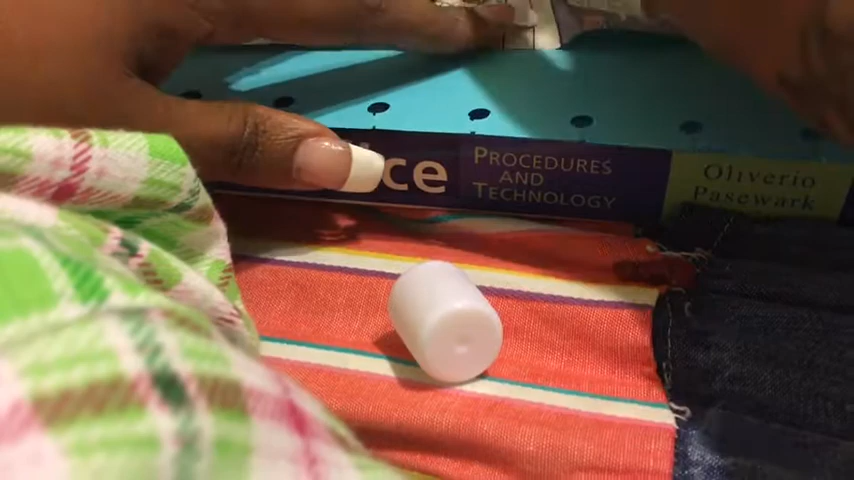 ice
PROCEDURES
AND
TECHNOLOGY
OLIVERIO
PASEWARK